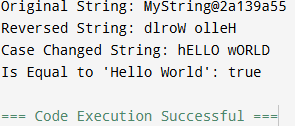 Original String: MyString@2a139a55
Reversed String: dlroW olleH
Case Changed String: hELLO wORLD
Is Equal to 'Hello World': true
=== Code Execution Successful ===